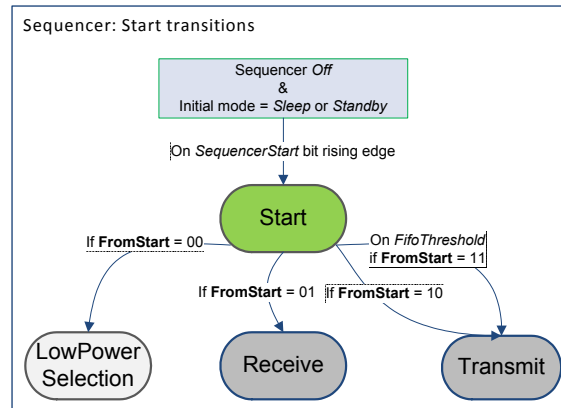 Sequencer: Start transitions
Sequencer Off
&
Initial mode = Sleep or Standby
On SequencerStart bit rising edge
Start
If FromStart = 00
On FifoThreshold
if FromStart = 11
If FromStart = 01
If FromStart = 10
LowPower
Selection
Receive
Transmit